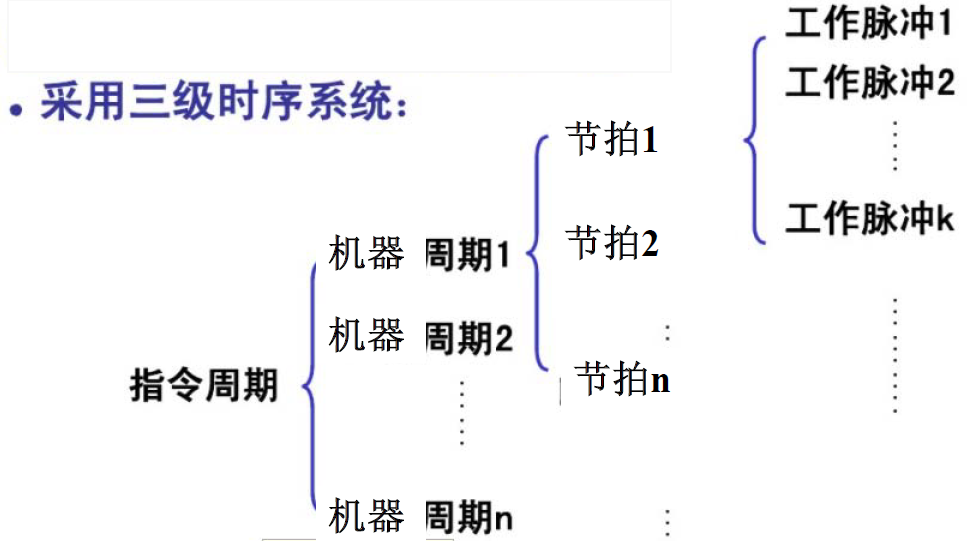 • 采用三级时序系统：
指令周期
机器 周期1
机器 周期2
机器 周期n
节拍1
节拍2
节拍n
工作脉冲1
工作脉冲2
工作脉冲k